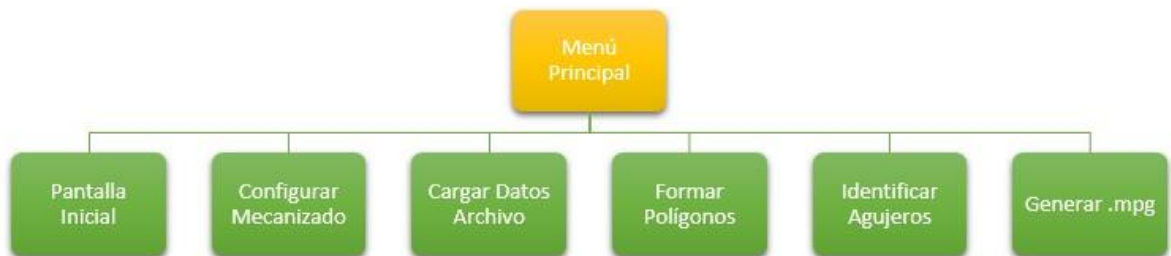 Menú
Principal
Pantalla
Inicial
Configurar
Mecanizado
Cargar Datos
Archivo
Formar
Polígonos
Identificar
Agujeros
Generar .mpg